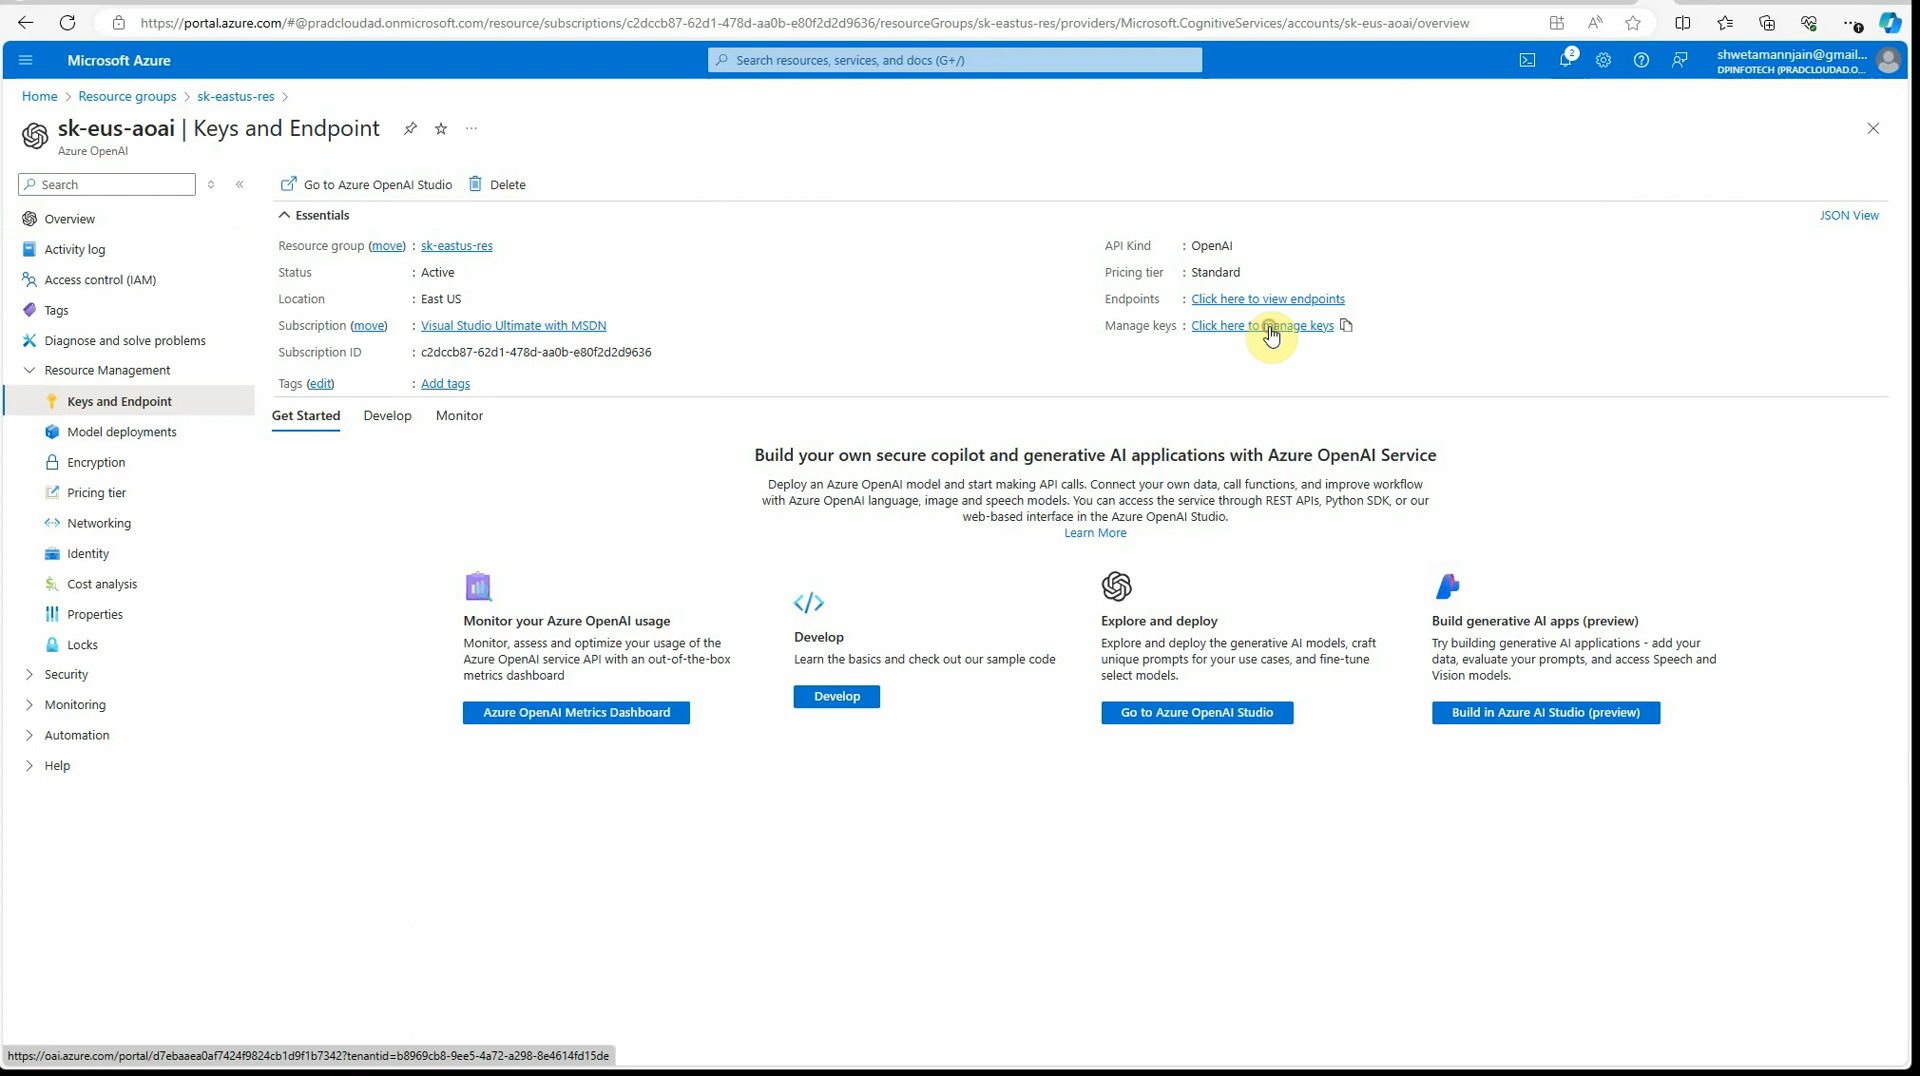 https://portal.azure.com/#@pradcloudad.onmicrosoft.com/resource/subscriptions/c2dccb87-62d1-478d-aa0b-e80f2d2d9636/resourceGroups/sk-eastus-res/providers/Microsoft.CognitiveServices/accounts/sk-eus-aoai/overview
Microsoft Azure
Search resources, services, and docs (G+/)
2
shwetamannjain@gmail...
DPINFOTECH (PRADCLOUDAD.O...
Home > Resource groups > sk-eastus-res >
sk-eus-aoai | Keys and Endpoint
Azure OpenAI
Search
Go to Azure OpenAI Studio
Delete
Overview
Activity log
Access control (IAM)
Tags
Diagnose and solve problems
Resource Management
Keys and Endpoint
Model deployments
Encryption
Pricing tier
Networking
Identity
Cost analysis
Properties
Locks
Security
Monitoring
Automation
Help
Essentials
JSON View
Resource group (move) : sk-eastus-res
Status : Active
Location : East US
Subscription (move) : Visual Studio Ultimate with MSDN
Subscription ID : c2dccb87-62d1-478d-aa0b-e80f2d2d9636
Tags (edit) : Add tags
API Kind : OpenAI
Pricing tier : Standard
Endpoints : Click here to view endpoints
Manage keys : Click here to manage keys
Get Started Develop Monitor
Build your own secure copilot and generative AI applications with Azure OpenAI Service
Deploy an Azure OpenAI model and start making API calls. Connect your own data, call functions, and improve workflow
with Azure OpenAI language, image and speech models. You can access the service through REST APIs, Python SDK, or our
web-based interface in the Azure OpenAI Studio.
Learn More
Monitor your Azure OpenAI usage
Monitor, assess and optimize your usage of the
Azure OpenAI service API with an out-of-the-box
metrics dashboard
Azure OpenAI Metrics Dashboard
Develop
Learn the basics and check out our sample code
Develop
Explore and deploy
Explore and deploy the generative AI models, craft
unique prompts for your use cases, and fine-tune
select models.
Go to Azure OpenAI Studio
Build generative AI apps (preview)
Try building generative AI applications - add your
data, evaluate your prompts, and access Speech and
Vision models.
Build in Azure AI Studio (preview)
https://oai.azure.com/portal/d7ebaaea0af7424f9824cb1d9f1b7342?tenantid=b8969cb8-9ee5-4a72-a298-8e4614fd15de